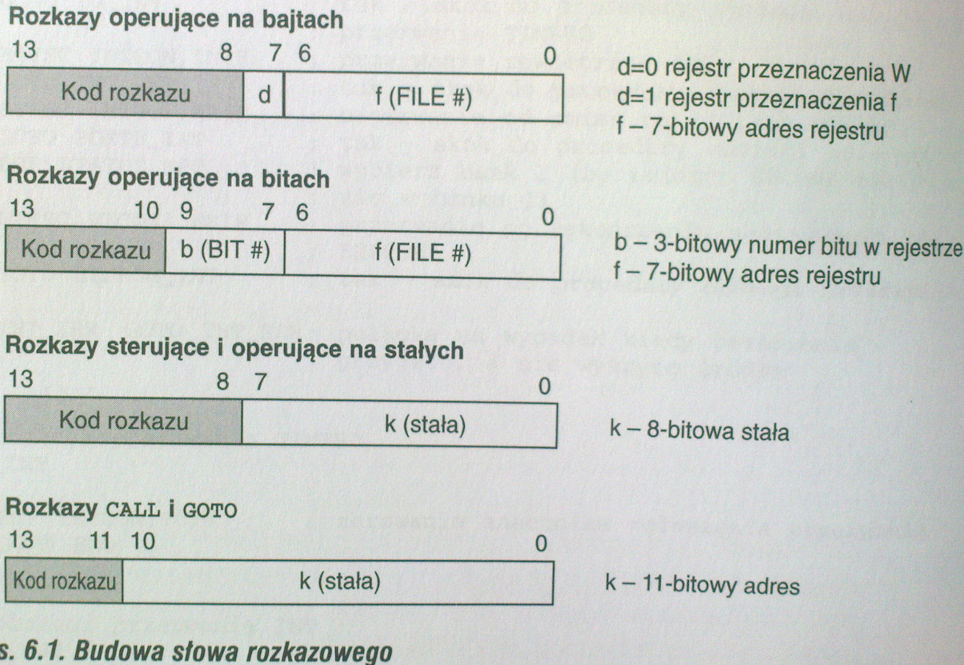 Rozkazy operujące na bajtach
13 8 7 6 0
Kod rozkazu d f (FILE #)
d=0 rejestr przeznaczenia W
d=1 rejestr przeznaczenia f
f – 7-bitowy adres rejestru
Rozkazy operujące na bitach
13 10 9 7 6 0
Kod rozkazu b (BIT #) f (FILE #)
b – 3-bitowy numer bitu w rejestrze
f – 7-bitowy adres rejestru
Rozkazy sterujące i operujące na stałych
13 8 7 0
Kod rozkazu k (stała)
k – 8-bitowa stała
Rozkazy CALL i GOTO
13 11 10 0
Kod rozkazu k (stała)
k – 11-bitowy adres
s. 6.1. Budowa słowa rozkazowego